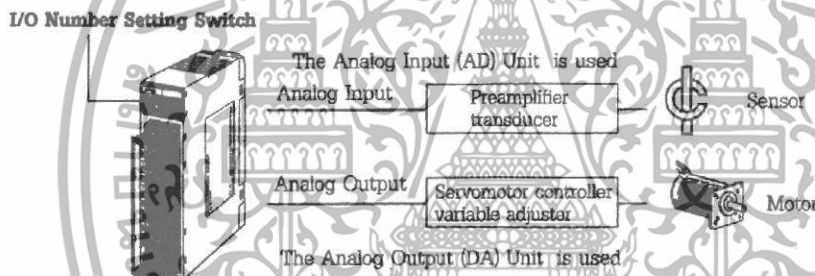 I/O Number Setting Switch
The Analog Input (AD) Unit is used
Analog Input
Preamplifier
transducer
Sensor
Analog Output
Servomotor controller
variable adjuster
Motor
The Analog Output (DA) Unit is used